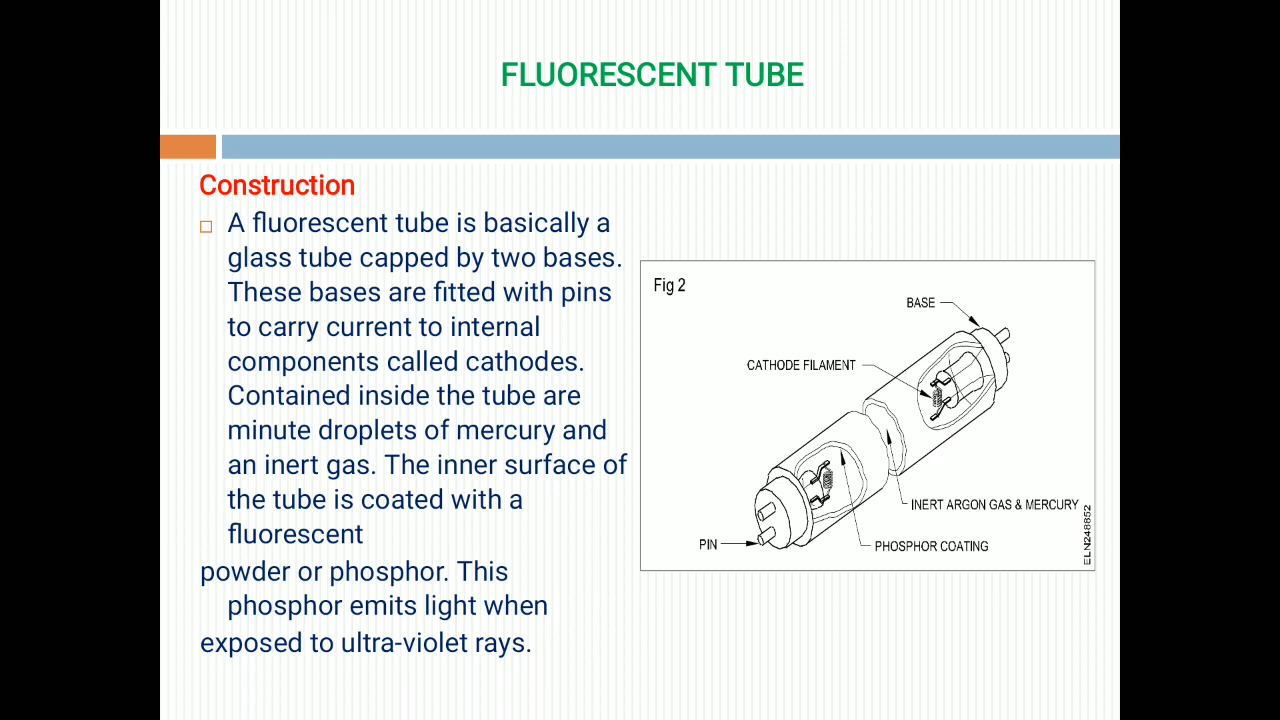 FLUORESCENT TUBE
Construction
A fluorescent tube is basically a
glass tube capped by two bases.
These bases are fitted with pins
to carry current to internal
components called cathodes.
Contained inside the tube are
minute droplets of mercury and
an inert gas. The inner surface of
the tube is coated with a
fluorescent
powder or phosphor. This
phosphor emits light when
exposed to ultra-violet rays.
Fig 2
BASE
CATHODE FILAMENT
INERT ARGON GAS & MERCURY
PHOSPHOR COATING
PIN
ELN248852